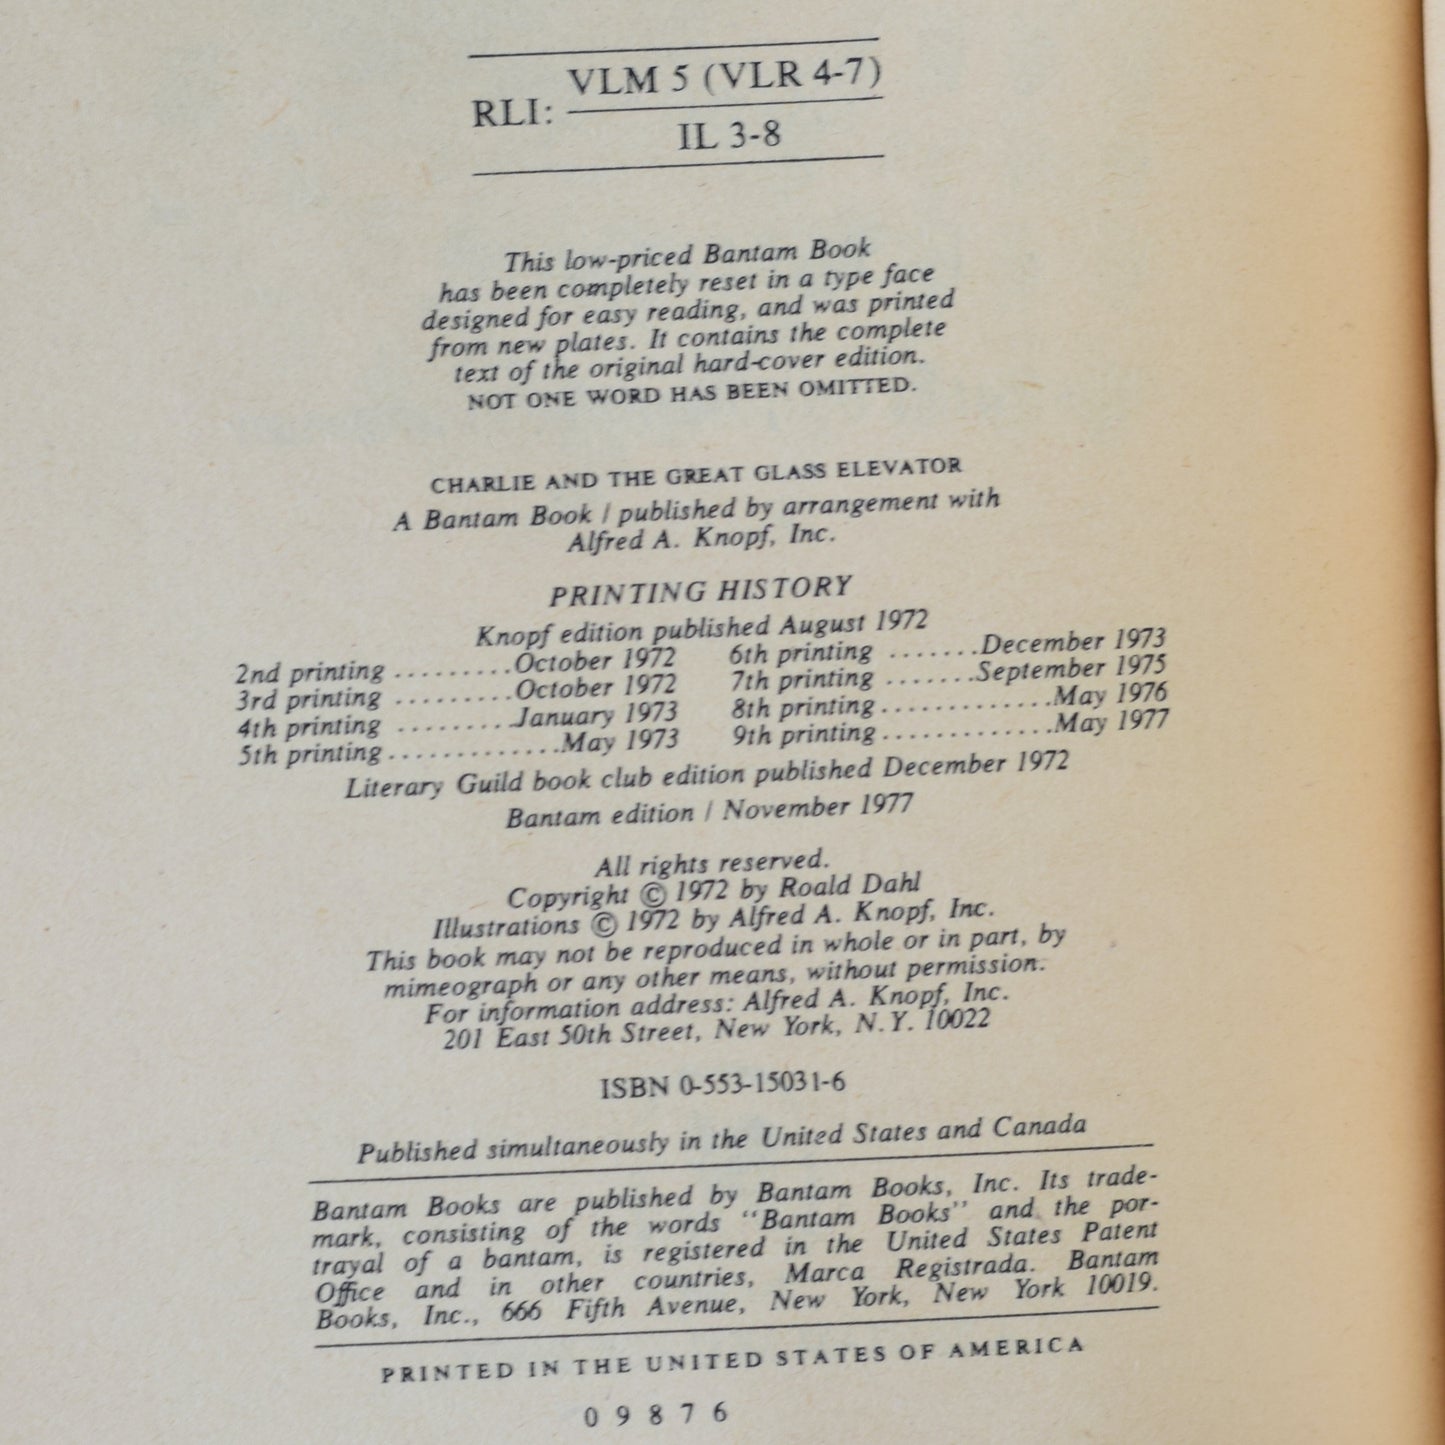 VLM 5 (VLR 4-7)
RLI:
IL 3-8
This low-priced Bantam Book
has been completely reset in a type face
designed for easy reading, and was printed
from new plates. It contains the complete
text of the original hard-cover edition.
NOT ONE WORD HAS BEEN OMITTED.
CHARLIE AND THE GREAT GLASS ELEVATOR
A Bantam Book / published by arrangement with
Alfred A. Knopf, Inc.
PRINTING HISTORY
Knopf edition published August 1972
2nd printing ......... October 1972 6th printing ....... December 1973
3rd printing ......... October 1972 7th printing ....... September 1975
4th printing ......... January 1973 8th printing ............. May 1976
5th printing ............. May 1973 9th printing ............. May 1977
Literary Guild book club edition published December 1972
Bantam edition / November 1977
All rights reserved.
Copyright © 1972 by Roald Dahl
Illustrations © 1972 by Alfred A. Knopf, Inc.
This book may not be reproduced in whole or in part, by
mimeograph or any other means, without permission.
For information address: Alfred A. Knopf, Inc.
201 East 50th Street, New York, N.Y. 10022
ISBN 0-553-15031-6
Published simultaneously in the United States and Canada
Bantam Books are published by Bantam Books, Inc. Its trade-
mark, consisting of the words "Bantam Books" and the por-
trayal of a bantam, is registered in the United States Patent
Office and in other countries, Marca Registrada. Bantam
Books, Inc., 666 Fifth Avenue, New York, New York 10019.
PRINTED IN THE UNITED STATES OF AMERICA
0 9 8 7 6